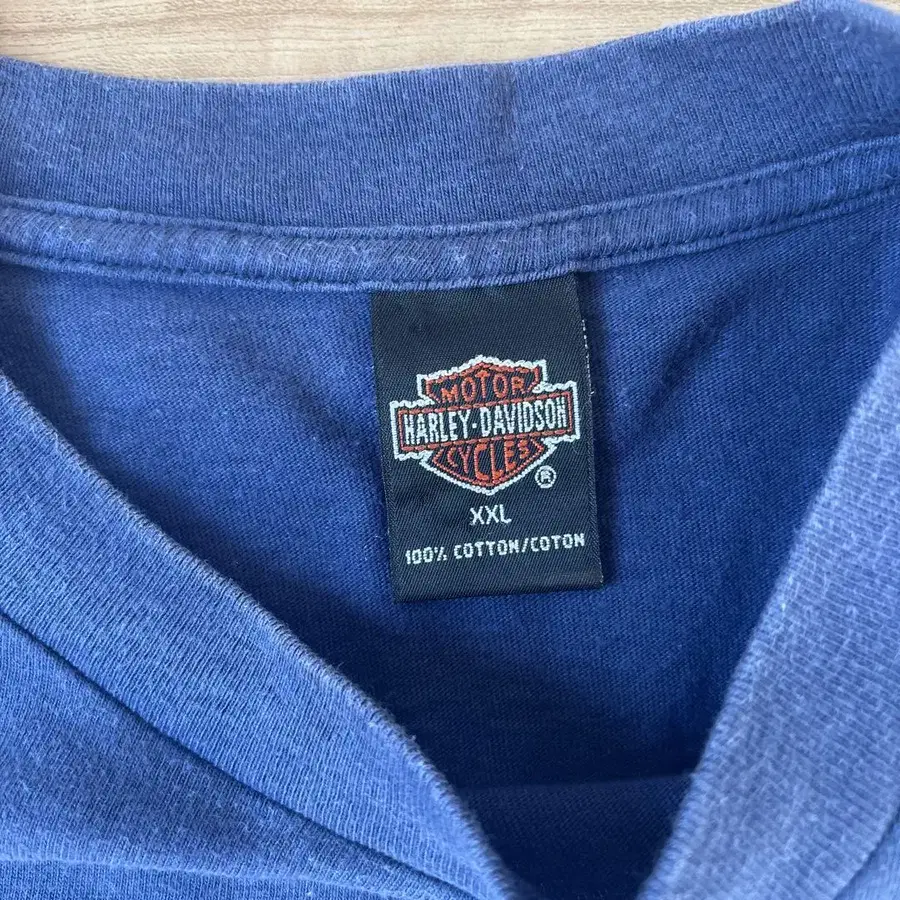 MOTOR
HARLEY-DAVIDSON
CYCLES
®
XXL
100% COTTON/COTON